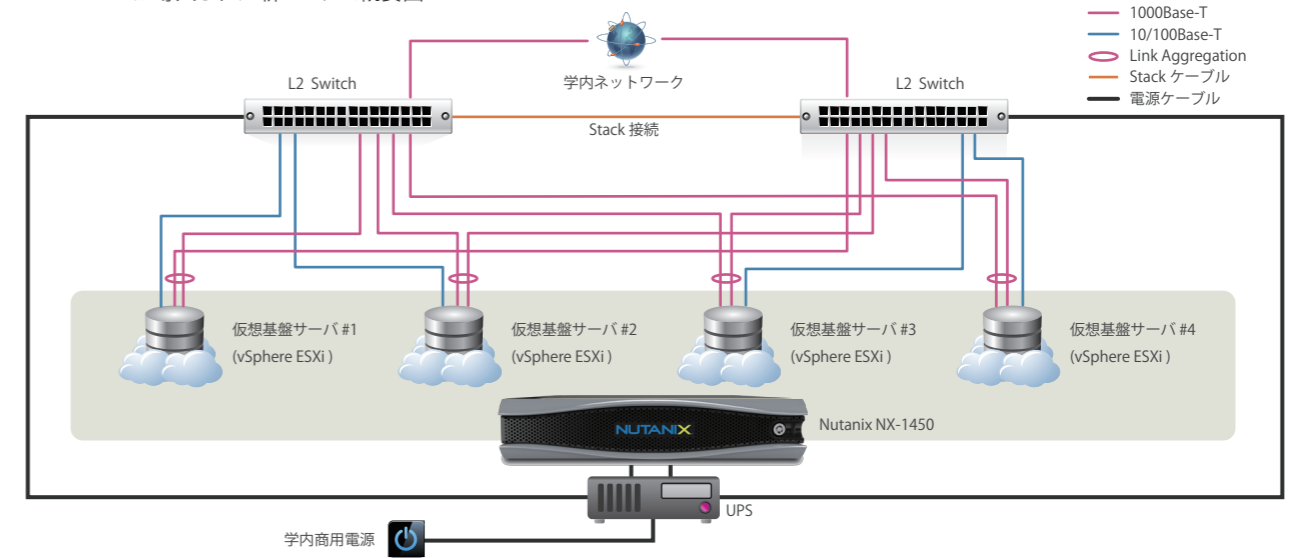 1000Base-T
10/100Base-T
Link Aggregation
Stack ケーブル
電源ケーブル
学内ネットワーク
L2 Switch
L2 Switch
Stack 接続
仮想基盤サーバ #1
(vSphere ESXi )
仮想基盤サーバ #2
(vSphere ESXi )
仮想基盤サーバ #3
(vSphere ESXi )
仮想基盤サーバ #4
(vSphere ESXi )
NUTANIX
Nutanix NX-1450
UPS
学内商用電源